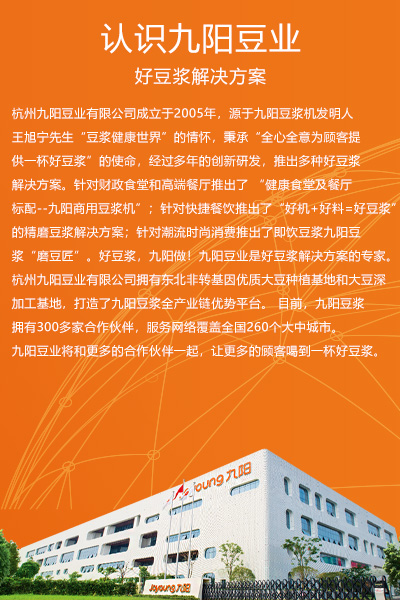 认识九阳豆业
好豆浆解决方案
杭州九阳豆业有限公司成立于2005年，源于九阳豆浆机发明人
王旭宁先生“豆浆健康世界”的情怀，秉承“全心全意为顾客提
供一杯好豆浆”的使命，经过多年的创新研发，推出多种好豆浆
解决方案。针对财政食堂和高端餐厅推出了 “健康食堂及餐厅
标配--九阳商用豆浆机”；针对快捷餐饮推出了“好机+好料=好豆浆”
的精磨豆浆解决方案；针对潮流时尚消费推出了即饮豆浆九阳豆
浆“磨豆匠”。好豆浆，九阳做！九阳豆业是好豆浆解决方案的专家。
杭州九阳豆业有限公司拥有东北非转基因优质大豆种植基地和大豆深
加工基地，打造了九阳豆浆全产业链优势平台。 目前，九阳豆浆
拥有300多家合作伙伴，服务网络覆盖全国260个大中城市。
九阳豆业将和更多的合作伙伴一起，让更多的顾客喝到一杯好豆浆。
Joyoung九阳
Joyoung九阳